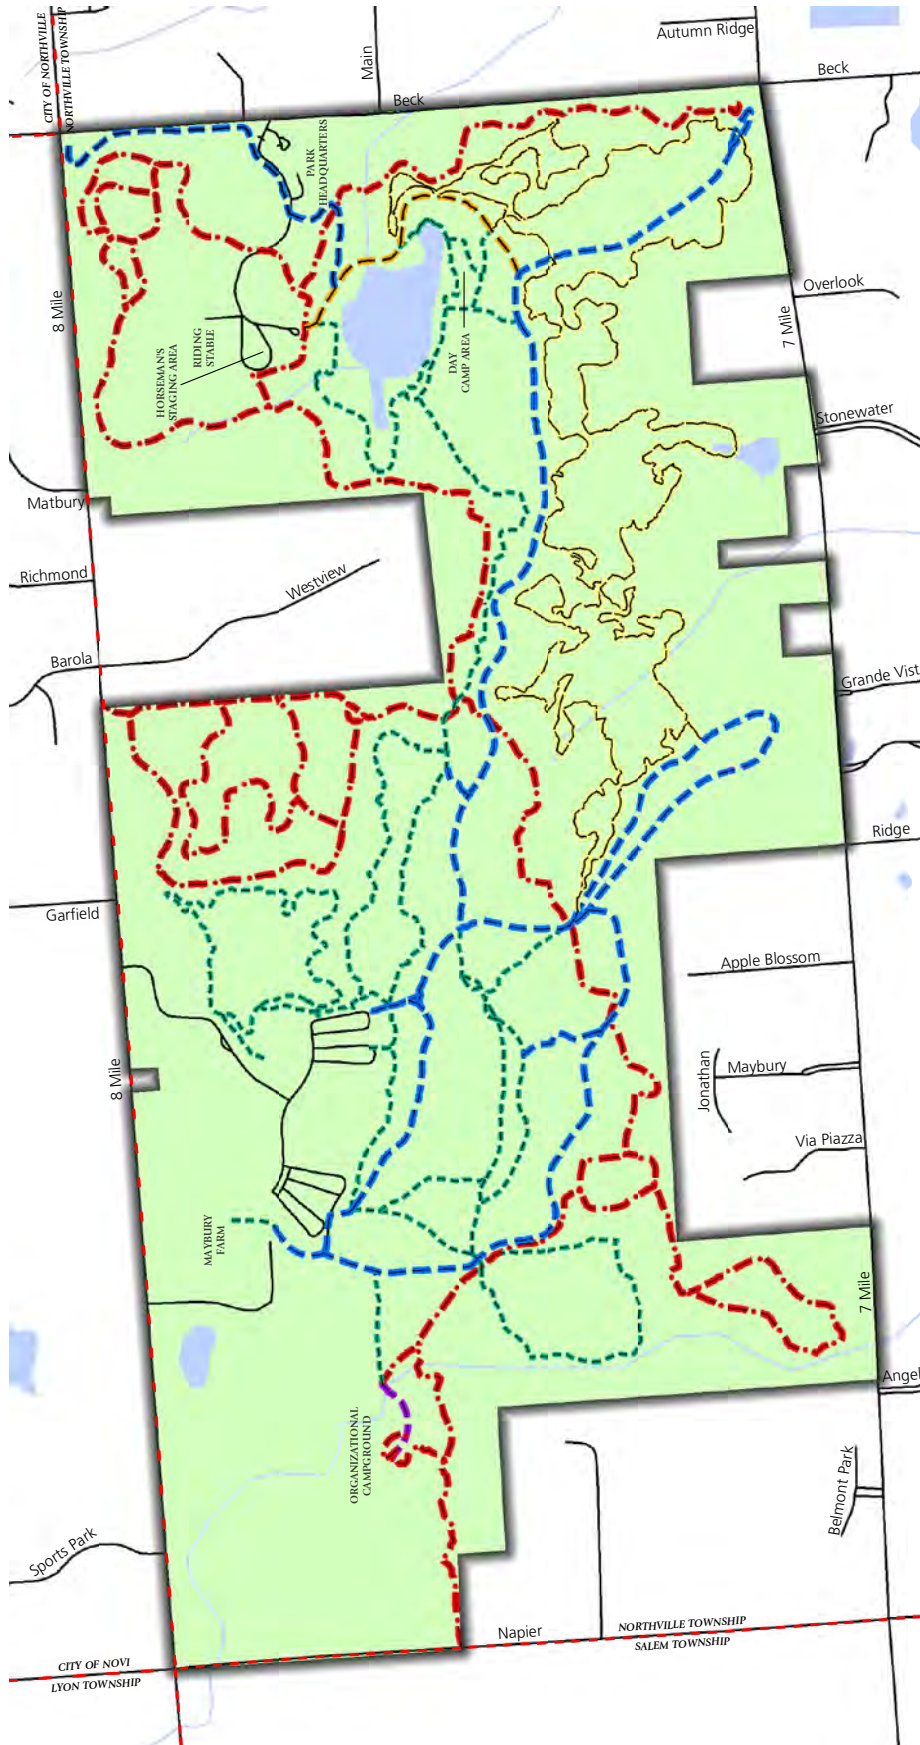 CITY OF NORTHVILLE
NORTHVILLE TOWNSHIP
Main
Autumn Ridge
Beck
Beck
PARK
HEADQUARTERS
8 Mile
Overlook
7 Mile
RIDING
STABLE
HORSEMAN'S
STAGING AREA
DAY
CAMP AREA
Stonewater
Matbury
Richmond
Westview
Barola
Grande Vist
Ridge
Garfield
Apple Blossom
8 Mile
Jonathan
Maybury
Via Piazza
MAYBURY
FARM
7 Mile
Angel
ORGANIZATIONAL
CAMPGROUND
Belmont Park
Sports Park
Napier
NORTHVILLE TOWNSHIP
SALEM TOWNSHIP
CITY OF NOVI
LYON TOWNSHIP